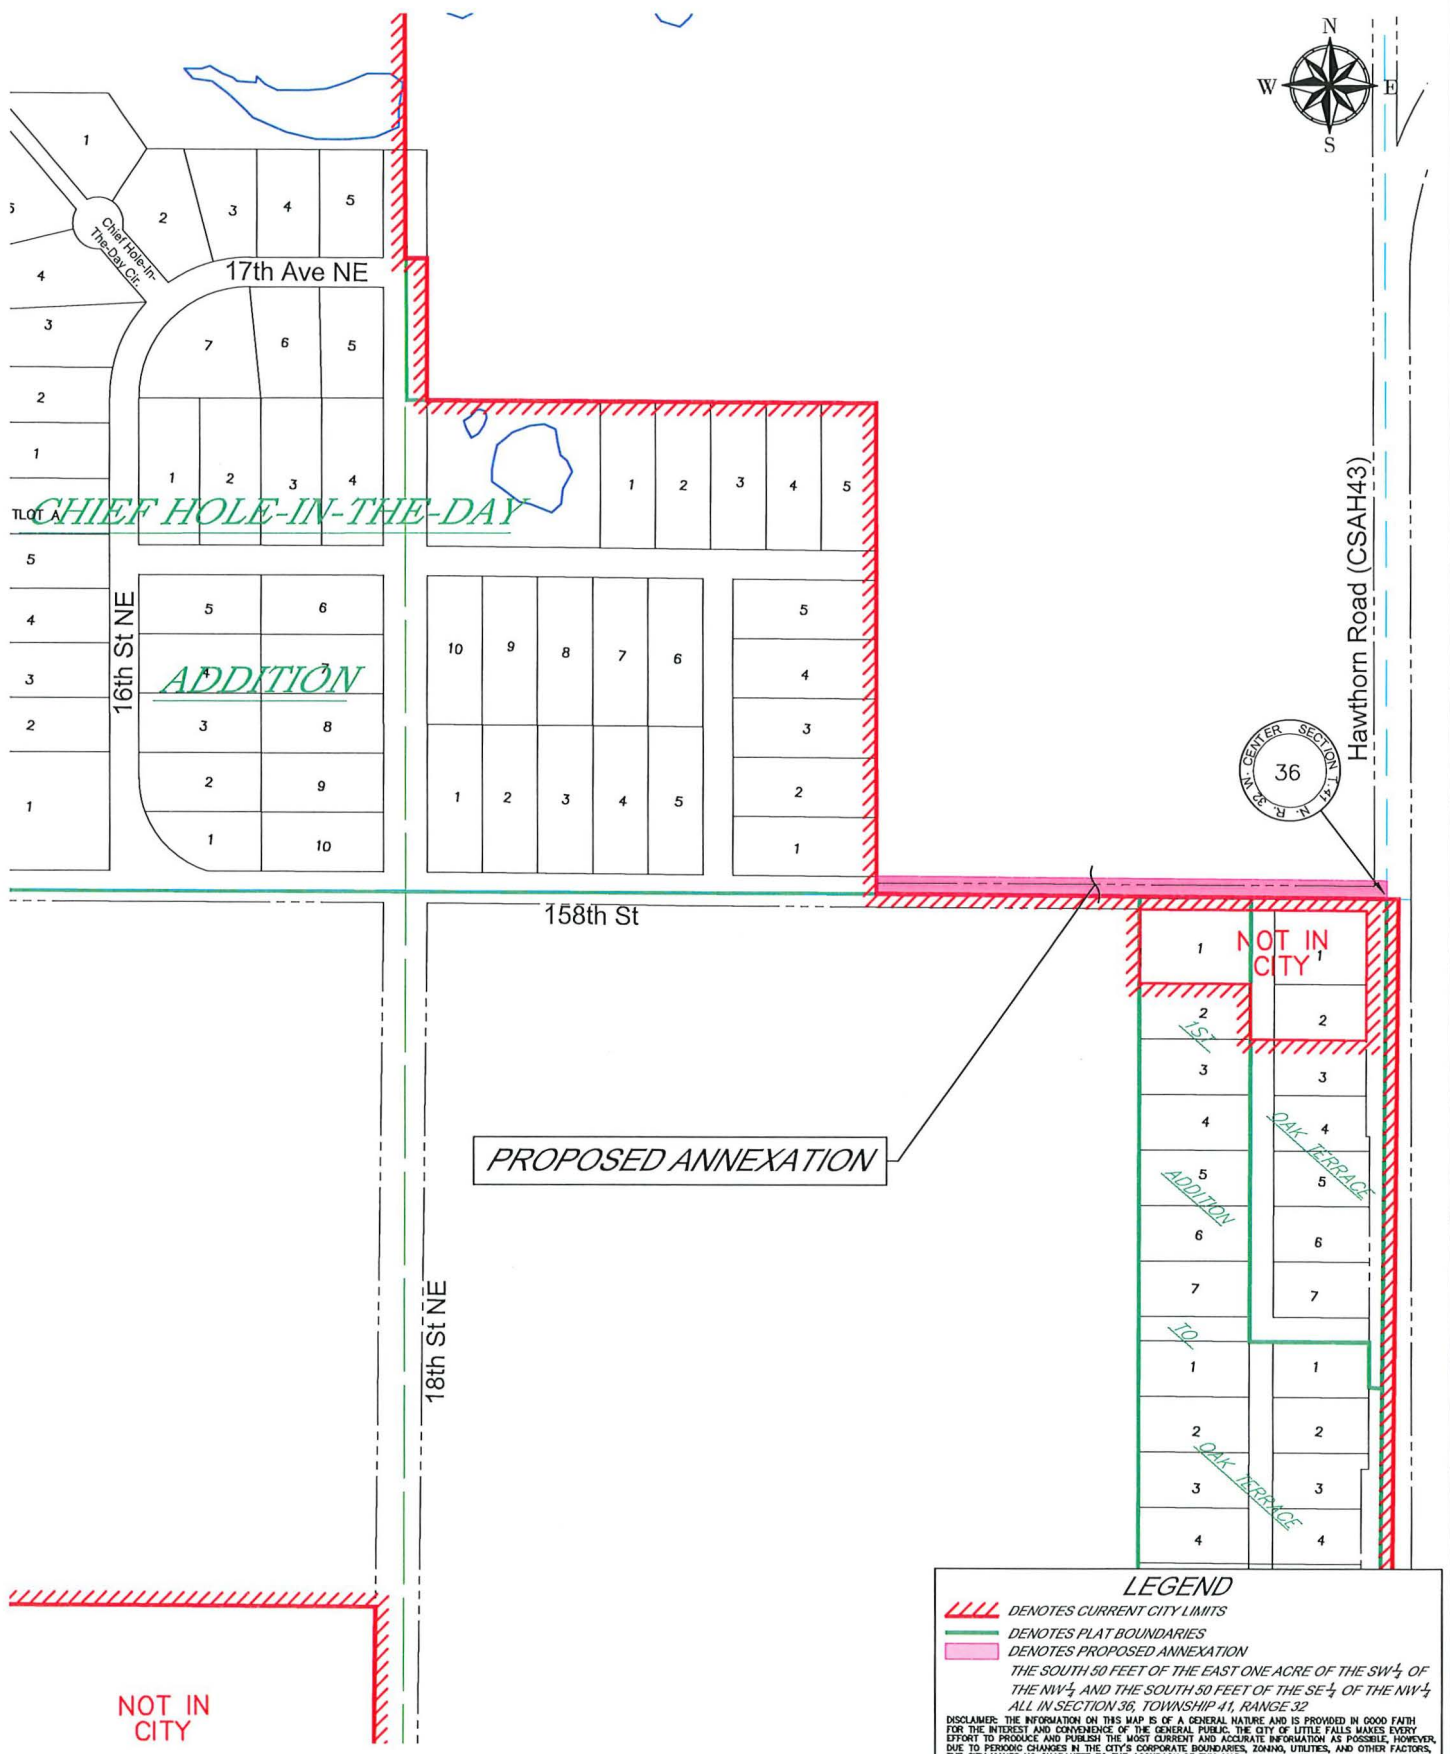 N
W
E
S
1
2
3
4
5
Chief Hole-In-
The-Day Cir.
17th Ave NE
4
3
2
1
7
6
5
1
2
3
4
CHIEF HOLE-IN-THE-DAY
TLOT A
1
2
3
4
5
Hawthorn Road (CSAH43)
5
4
3
2
1
16th St NE
5
6
4
7
ADDITION
3
8
2
9
1
10
10
9
8
7
6
1
2
3
4
5
5
4
3
2
1
CENTER SECTION T. 41 N. R. 32 W.
36
158th St
NOT IN
CITY
1
1
2
2
1ST
3
3
4
4
OAK TERRACE
5
5
ADDITION
6
6
7
7
TO
1
1
2
2
OAK TERRACE
3
3
4
4
PROPOSED ANNEXATION
18th St NE
NOT IN
CITY
LEGEND
DENOTES CURRENT CITY LIMITS
DENOTES PLAT BOUNDARIES
DENOTES PROPOSED ANNEXATION
THE SOUTH 50 FEET OF THE EAST ONE ACRE OF THE SW¼ OF
THE NW¼ AND THE SOUTH 50 FEET OF THE SE¼ OF THE NW¼
ALL IN SECTION 36, TOWNSHIP 41, RANGE 32
DISCLAIMER: THE INFORMATION ON THIS MAP IS OF A GENERAL NATURE AND IS PROVIDED IN GOOD FAITH
FOR THE INTEREST AND CONVENIENCE OF THE GENERAL PUBLIC. THE CITY OF LITTLE FALLS MAKES EVERY
EFFORT TO PRODUCE AND PUBLISH THE MOST CURRENT AND ACCURATE INFORMATION AS POSSIBLE, HOWEVER,
DUE TO PERIODIC CHANGES IN THE CITY'S CORPORATE BOUNDARIES, ZONING, UTILITIES, AND OTHER FACTORS,